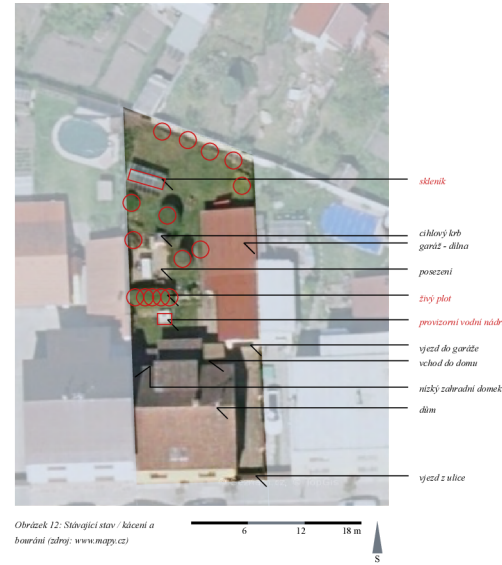 skleník
cihlový krb
garáž - dílna
posezení
živý plot
provizorní vodní nádr
vjezd do garáže
vchod do domu
nízký zahradní domek
dům
vjezd z ulice
Obrázek 12: Stávající stav / kácení a
bourání (zdroj: www.mapy.cz)
6 12 18 m
S